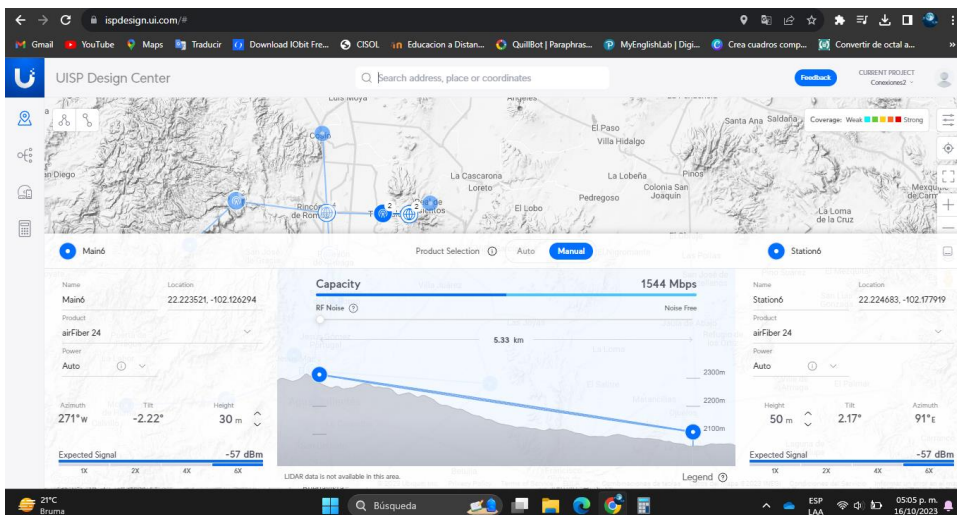 ispdesign.ui.com/#
Gmail YouTube Maps Traducir Download IObit Fre... CISOL Educacion a Distan... QuillBot | Paraphras... MyEnglishLab | Digi... Crea cuadros comp... Convertir de octal a... »
UISP Design Center Search address, place or coordinates Feedback CURRENT PROJECT
Conexiones2
Luis Moya
El Paso
Villa Hidalgo
Santa Ana Saldaña
Coverage: Weak Strong
n Diego
La Cascarona
Loreto
La Lobeña
Pinos
Colonia San
Joaquin
El Lobo
Pedregoso
Rincón
de Rom
2 2
La Loma
de la Cruz
Main6 Product Selection Auto Manual Station6
Name Location
Main6 22.223521, -102.126294
Product
airFiber 24
Power
Auto
Azimuth Tilt Height
271°W -2.22° 30 m
Expected Signal -57 dBm
1X 2X 4X 6X
Capacity 1544 Mbps
RF Noise Noise Free
5.33 km
2300m
2200m
2100m
LIDAR data is not available in this area. Legend
Name Location
Station6 22.224683, -102.177919
Product
airFiber 24
Power
Auto
Height Tilt Azimuth
50 m 2.17° 91°E
Expected Signal -57 dBm
1X 2X 4X 6X
21°C
Bruma
Búsqueda
ESP
LAA
05:05 p. m.
16/10/2023